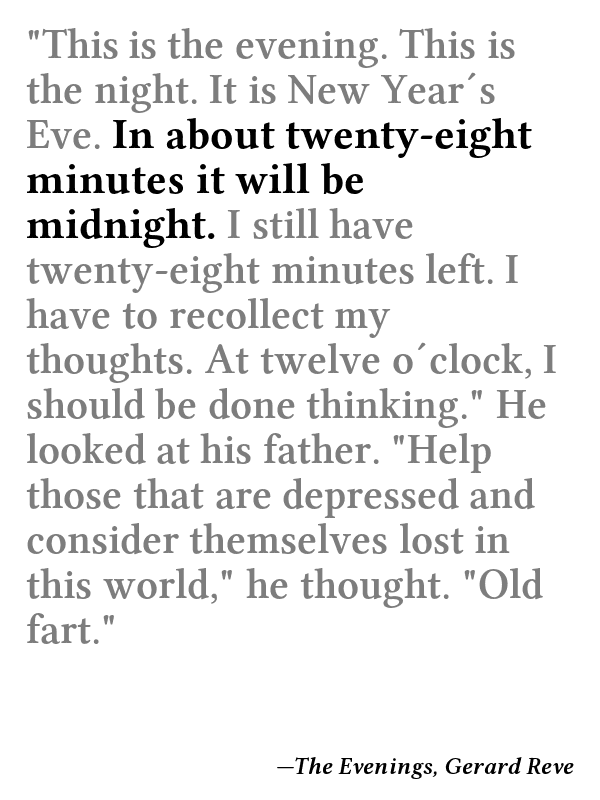 "This is the evening. This is
the night. It is New Year´s
Eve. In about twenty-eight
minutes it will be
midnight. I still have
twenty-eight minutes left. I
have to recollect my
thoughts. At twelve o´clock, I
should be done thinking." He
looked at his father. "Help
those that are depressed and
consider themselves lost in
this world," he thought. "Old
fart."
—The Evenings, Gerard Reve